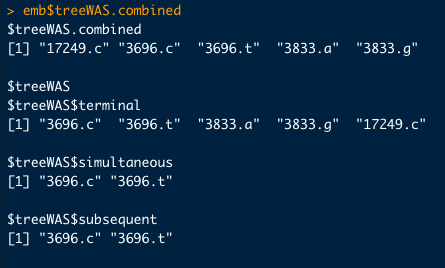 > emb$treeWAS.combined
$treeWAS.combined
[1] "17249.c" "3696.c" "3696.t" "3833.a" "3833.g"
$treeWAS
$treeWAS$terminal
[1] "3696.c" "3696.t" "3833.a" "3833.g" "17249.c"
$treeWAS$simultaneous
[1] "3696.c" "3696.t"
$treeWAS$subsequent
[1] "3696.c" "3696.t"